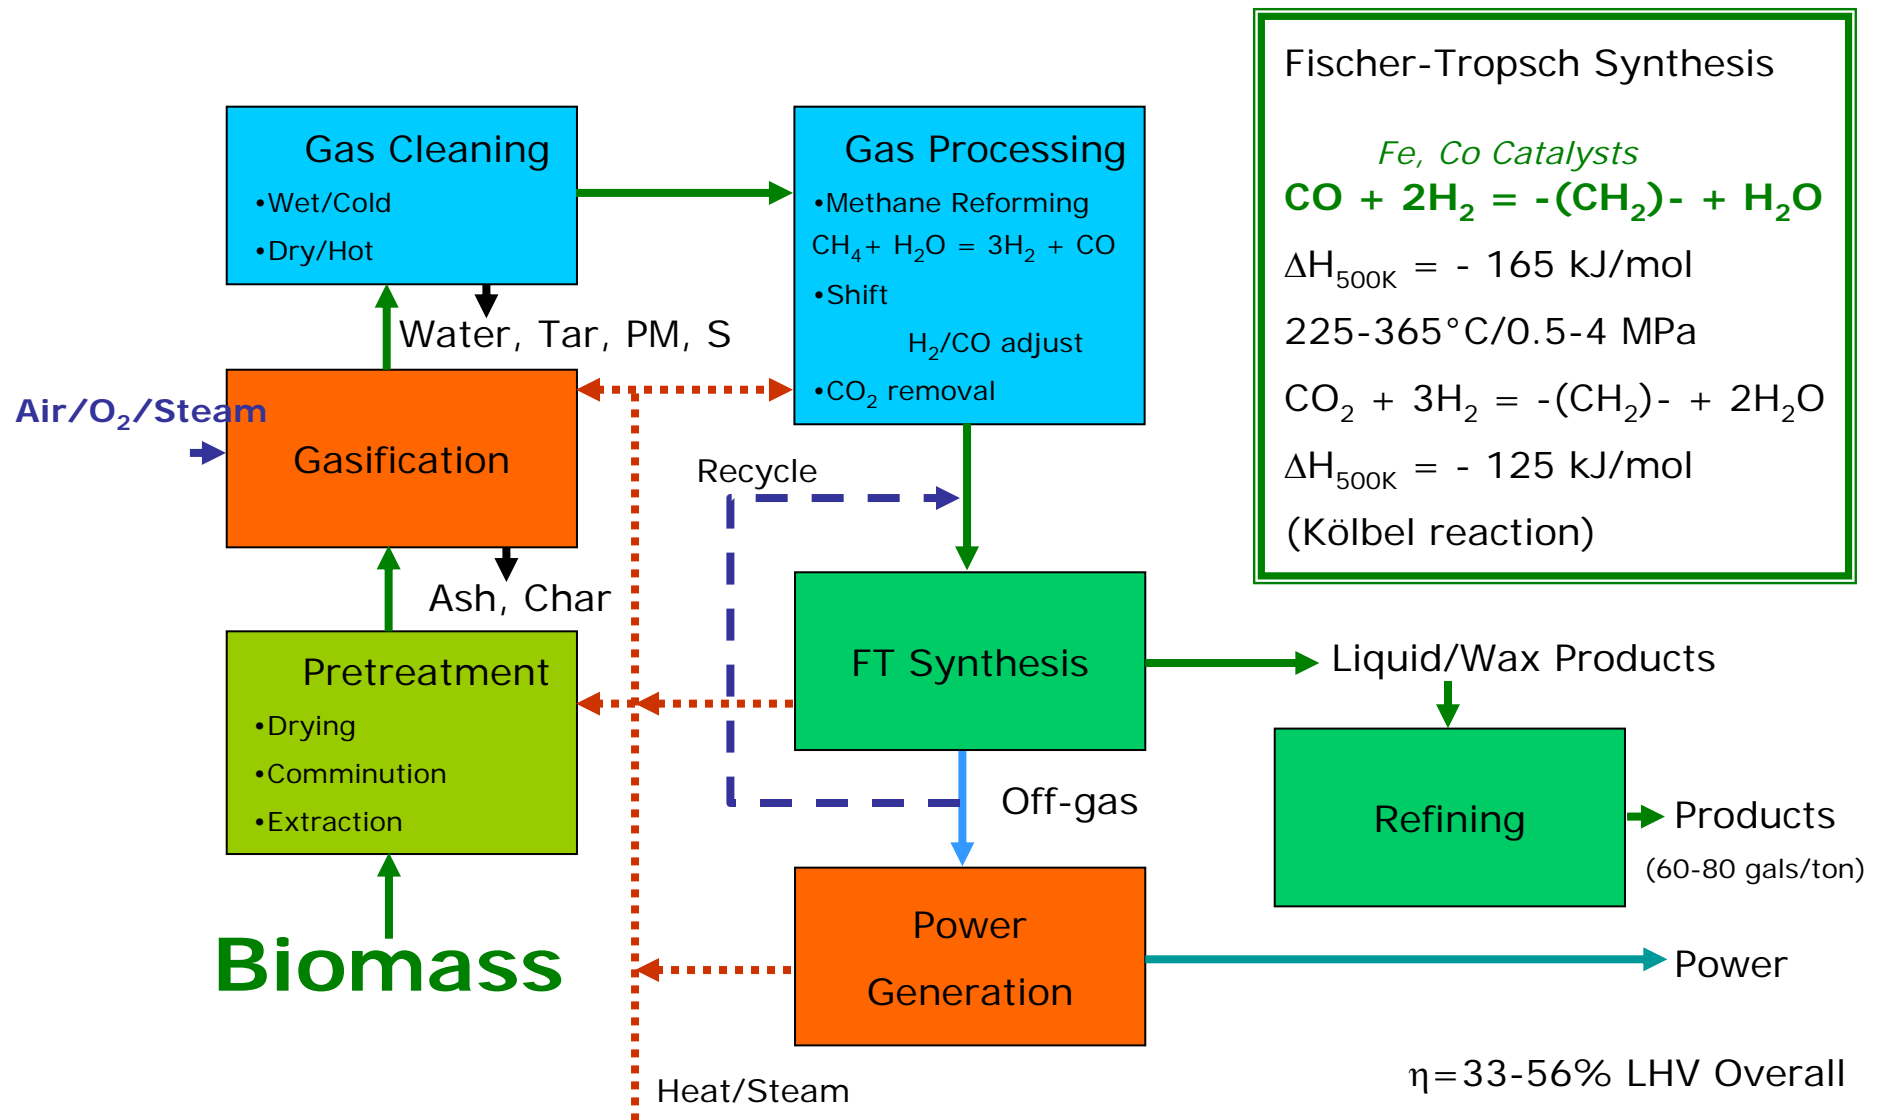 Fischer-Tropsch Synthesis
Fe, Co Catalysts
CO + 2H₂ = -(CH₂)- + H₂O
ΔH₅₀₀K = - 165 kJ/mol
225-365°C/0.5-4 MPa
CO₂ + 3H₂ = -(CH₂)- + 2H₂O
ΔH₅₀₀K = - 125 kJ/mol
(Kölbel reaction)
Gas Cleaning
•Wet/Cold
•Dry/Hot
Gas Processing
•Methane Reforming
CH₄+ H₂O = 3H₂ + CO
•Shift
H₂/CO adjust
•CO₂ removal
Water, Tar, PM, S
Air/O₂/Steam
Gasification
Recycle
Ash, Char
Pretreatment
•Drying
•Comminution
•Extraction
FT Synthesis
Liquid/Wax Products
Off-gas
Refining
Products
(60-80 gals/ton)
Biomass
Power
Generation
Power
Heat/Steam
η=33-56% LHV Overall